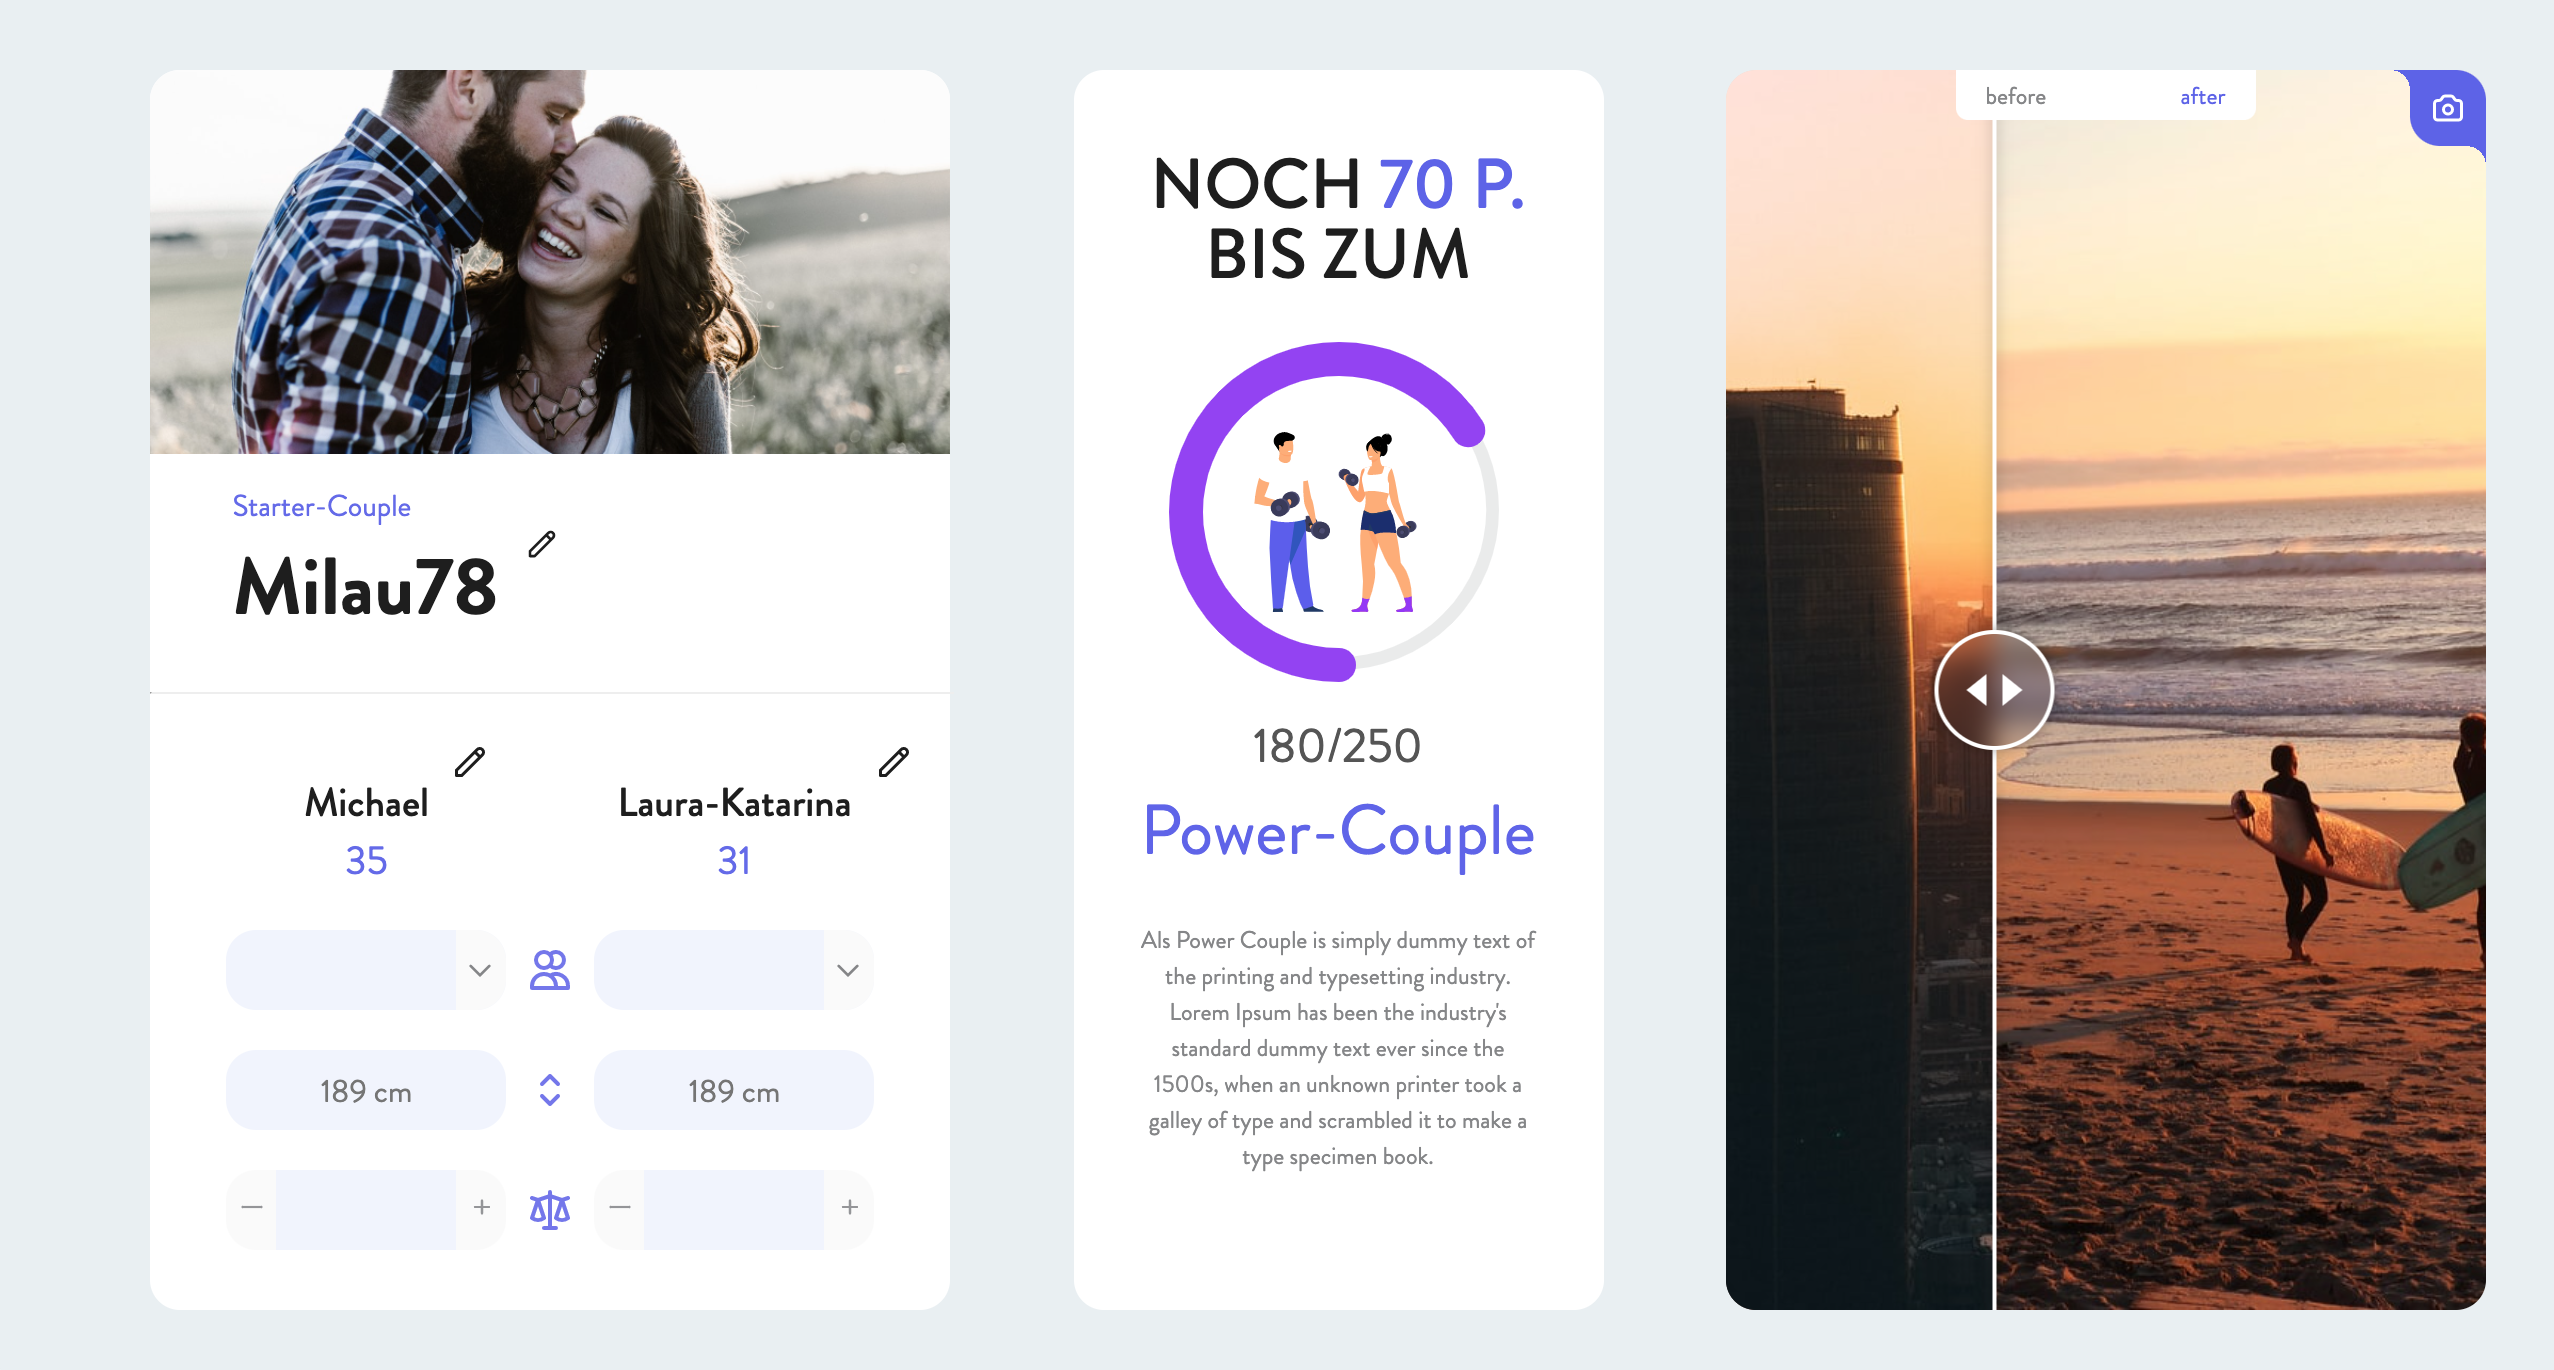 Starter-Couple
Milau78
Michael
35
Laura-Katarina
31
189 cm
189 cm
NOCH 70 P.
BIS ZUM
180/250
Power-Couple
Als Power Couple is simply dummy text of
the printing and typesetting industry.
Lorem Ipsum has been the industry's
standard dummy text ever since the
1500s, when an unknown printer took a
galley of type and scrambled it to make a
type specimen book.
before
after